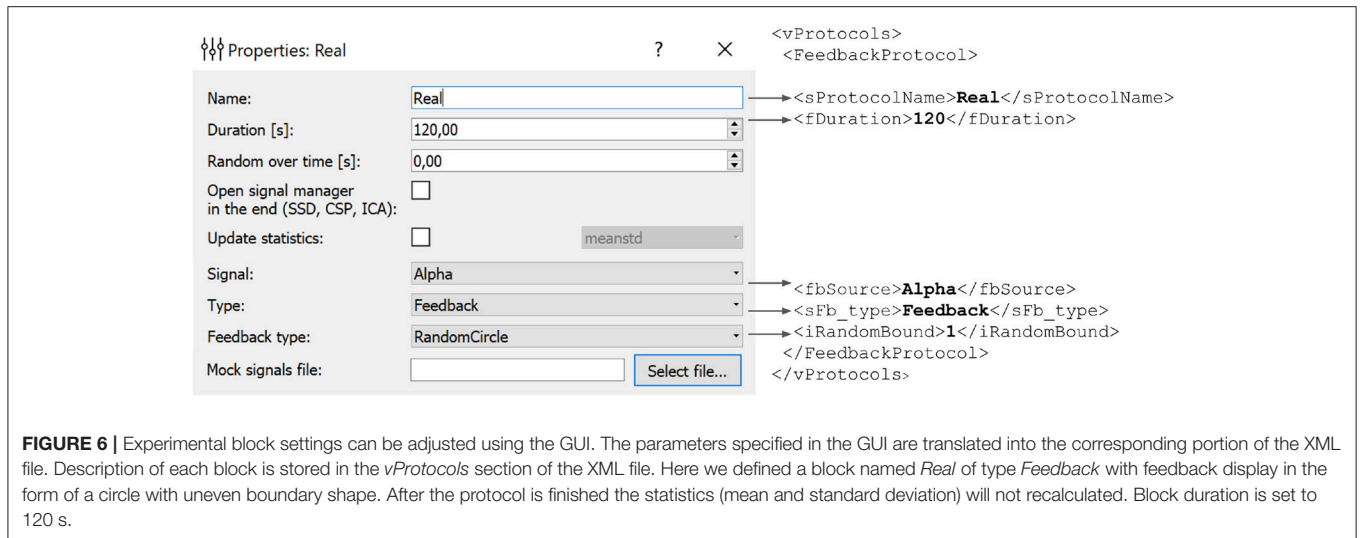 Properties: Real ? ×
Name: Real
Duration [s]: 120,00
Random over time [s]: 0,00
Open signal manager
in the end (SSD, CSP, ICA):
Update statistics: meanstd
Signal: Alpha
Type: Feedback
Feedback type: RandomCircle
Mock signals file: Select file...
<vProtocols>
<FeedbackProtocol>
<sProtocolName>Real</sProtocolName>
<fDuration>120</fDuration>
<fbSource>Alpha</fbSource>
<sFb_type>Feedback</sFb_type>
<iRandomBound>1</iRandomBound>
</FeedbackProtocol>
</vProtocols>
FIGURE 6 | Experimental block settings can be adjusted using the GUI. The parameters specified in the GUI are translated into the corresponding portion of the XML
file. Description of each block is stored in the vProtocols section of the XML file. Here we defined a block named Real of type Feedback with feedback display in the
form of a circle with uneven boundary shape. After the protocol is finished the statistics (mean and standard deviation) will not recalculated. Block duration is set to
120 s.